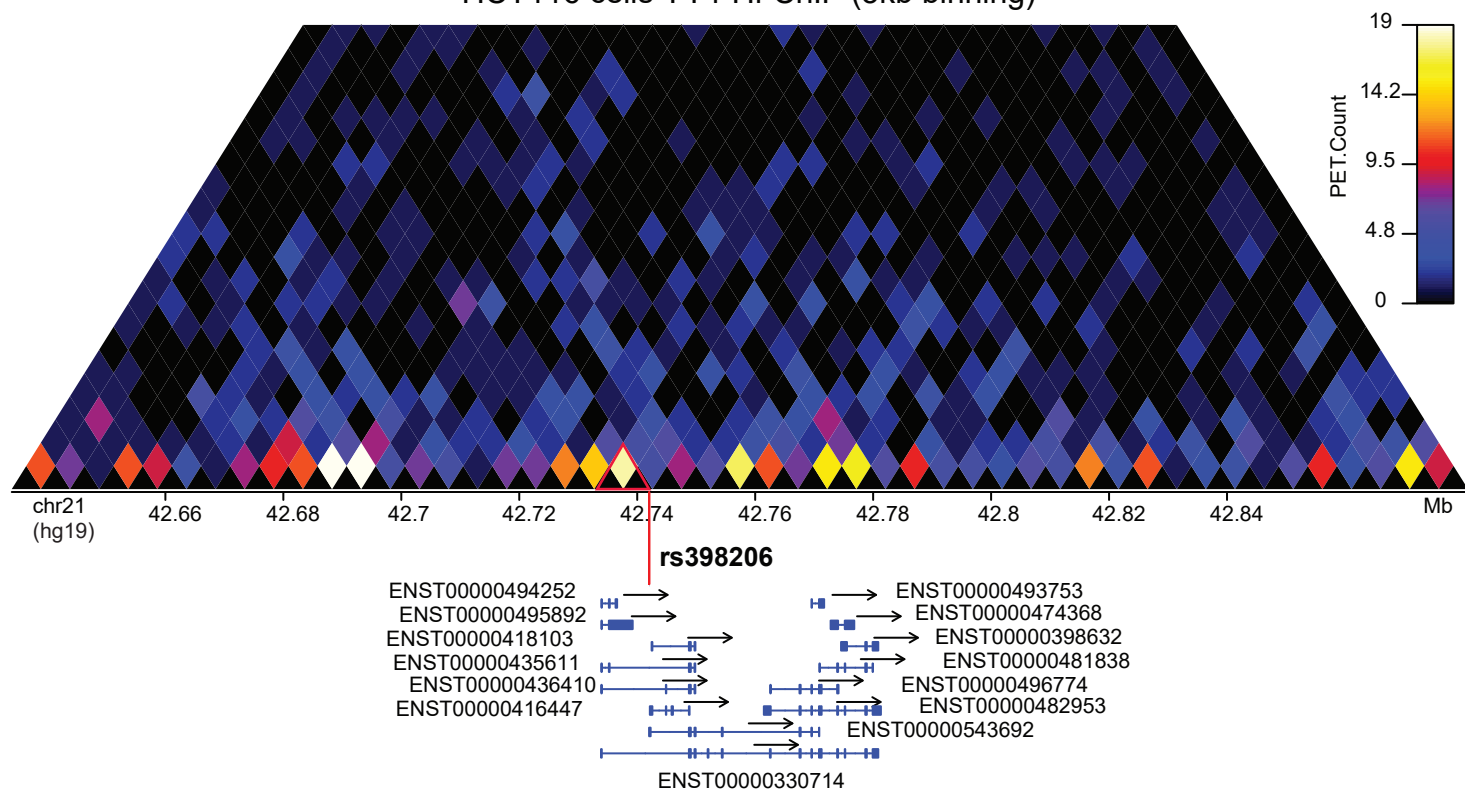 19
14.2
9.5
4.8
0
PET.Count
chr21
(hg19)
42.66
42.68
42.7
42.72
42.74
42.76
42.78
42.8
42.82
42.84
Mb
rs398206
ENST00000494252
ENST00000495892
ENST00000418103
ENST00000435611
ENST00000436410
ENST00000416447
ENST00000493753
ENST00000474368
ENST00000398632
ENST00000481838
ENST00000496774
ENST00000482953
ENST00000543692
ENST00000330714